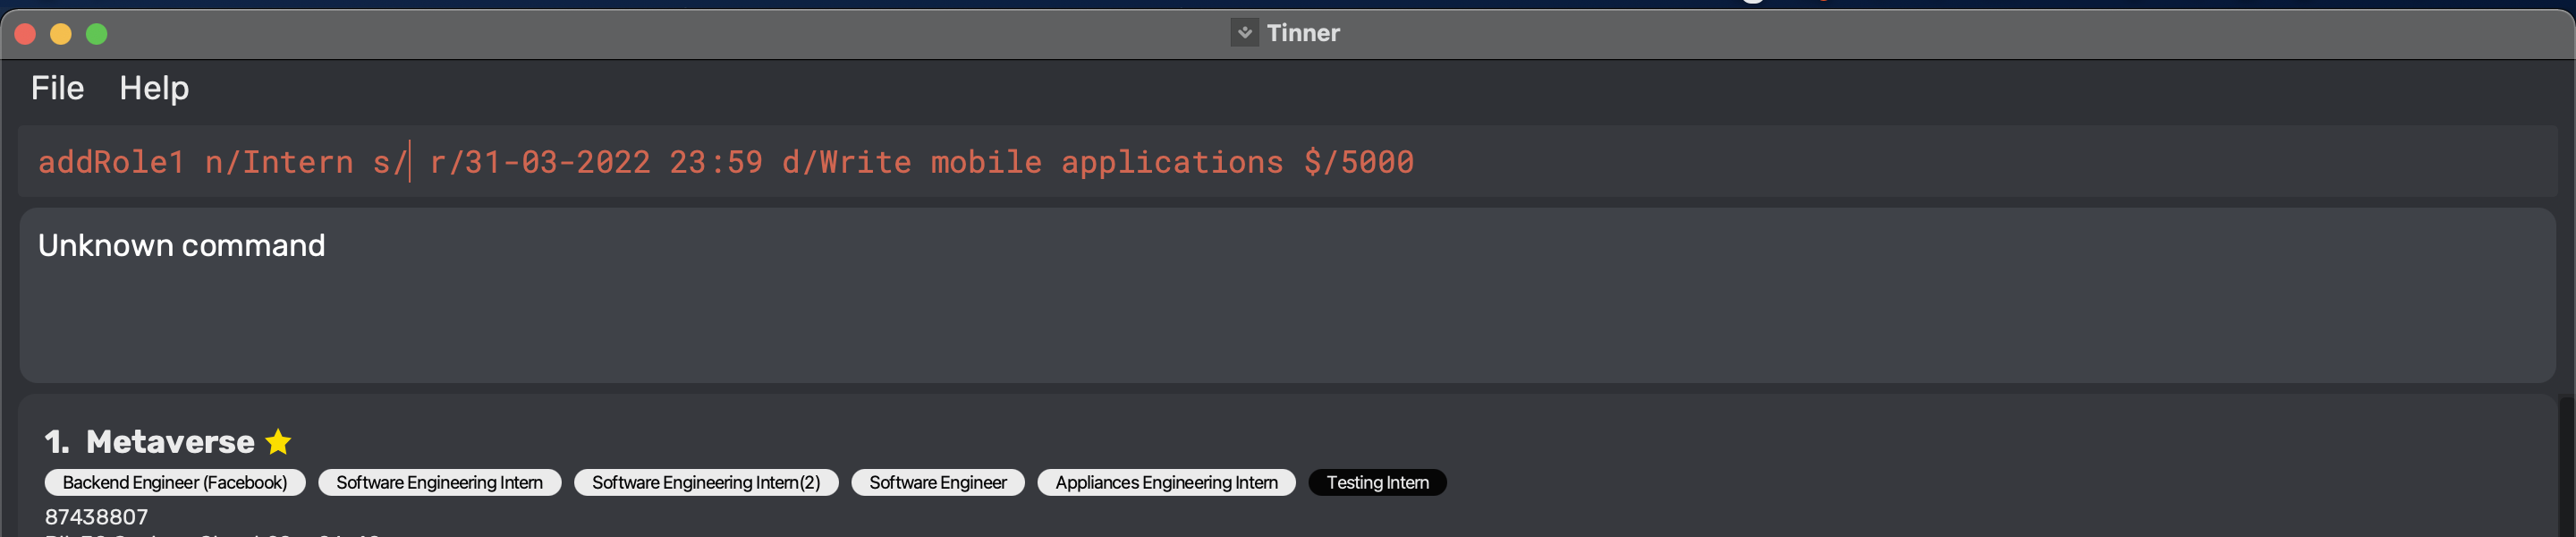 Tinner
File Help
addRole1 n/Intern s/ r/31-03-2022 23:59 d/Write mobile applications $/5000
Unknown command
1. Metaverse
Backend Engineer (Facebook) Software Engineering Intern Software Engineering Intern(2) Software Engineer Appliances Engineering Intern Testing Intern
87438807